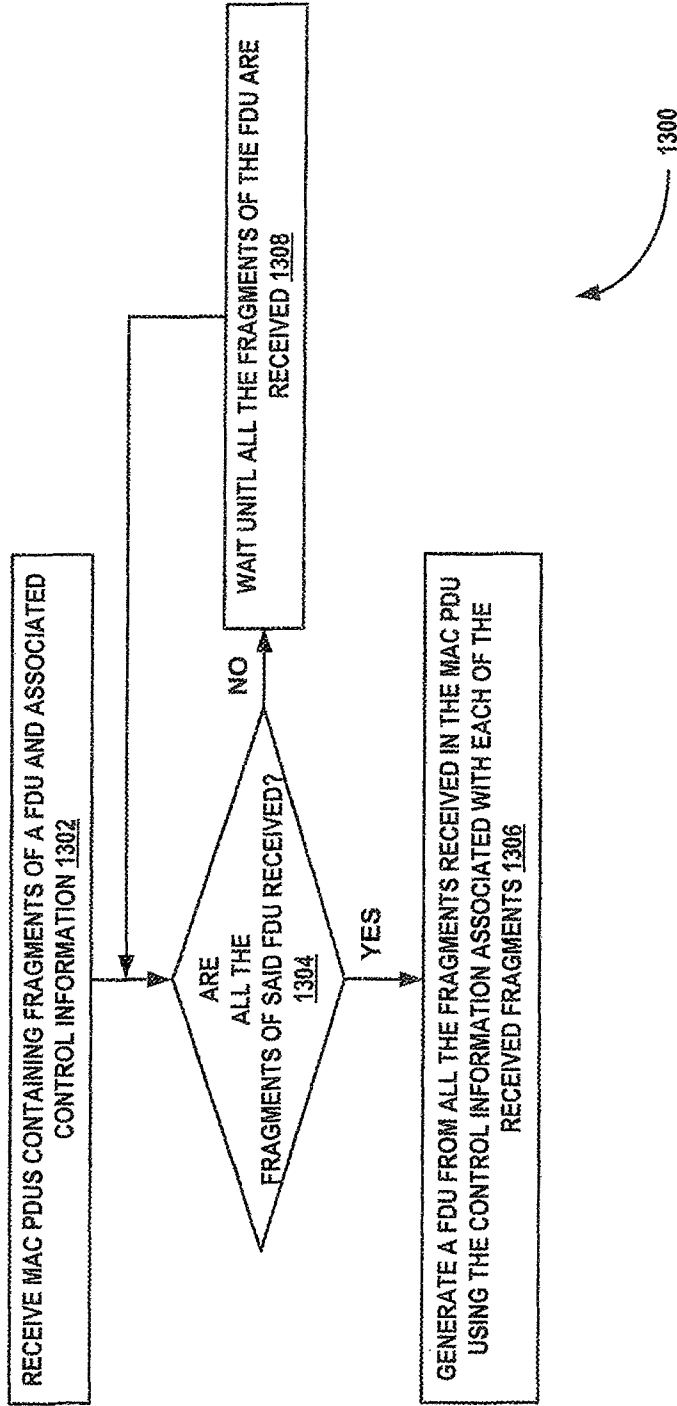 RECEIVE MAC PDUS CONTAINING FRAGMENTS OF A FDU AND ASSOCIATED
CONTROL INFORMATION 1302
ARE
ALL THE
FRAGMENTS OF SAID FDU RECEIVED?
1304
NO
WAIT UNITL ALL THE FRAGMENTS OF THE FDU ARE
RECEIVED 1308
YES
GENERATE A FDU FROM ALL THE FRAGMENTS RECEIVED IN THE MAC PDU
USING THE CONTROL INFORMATION ASSOCIATED WITH EACH OF THE
RECEIVED FRAGMENTS 1306
1300